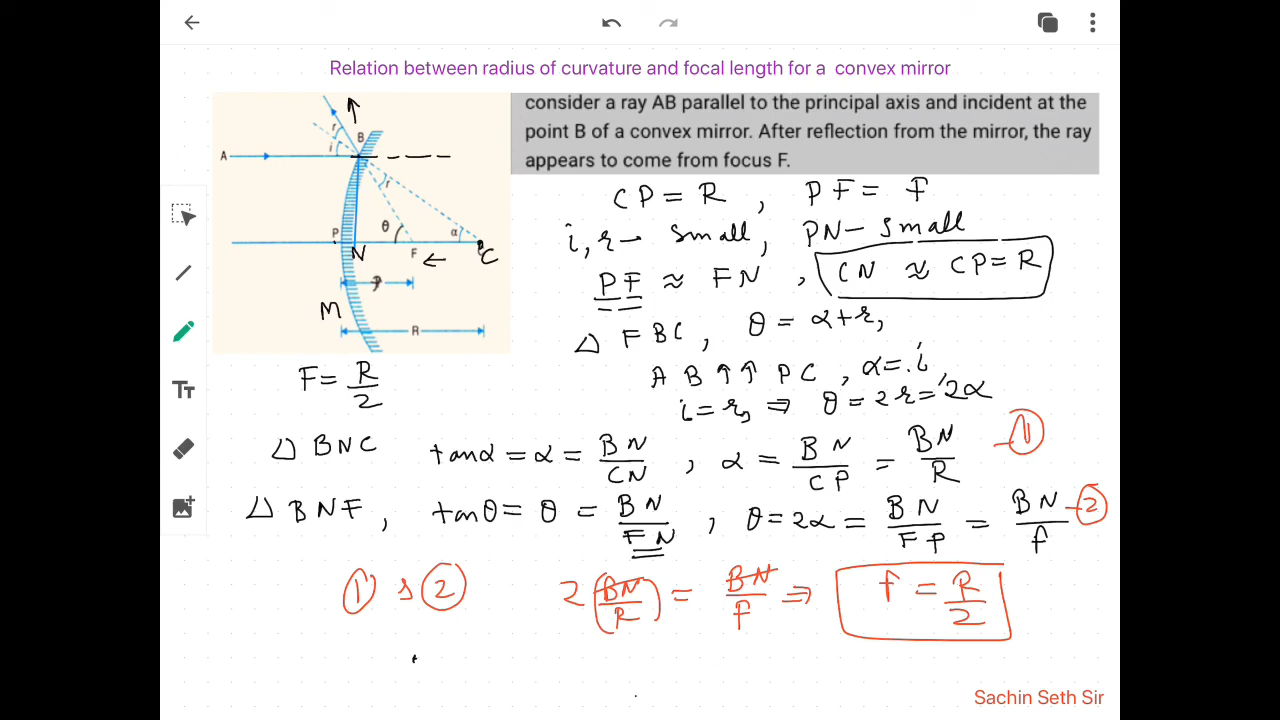 Relation between radius of curvature and focal length for a convex mirror
consider a ray AB parallel to the principal axis and incident at the
point B of a convex mirror. After reflection from the mirror, the ray
appears to come from focus F.
A
B
r
i
r
P
N
θ
F
α
C
M
R
CP = R , PF = F
i, r - small, PN - small
PF ≈ FN , CN ≈ CP = R
△ FBC, θ = α + r,
AB ↑↑ PC, α = i,
i = r, ⇒ θ = 2r = 2α
F = R/2
△ BNC tanα = α = BN/CN , α = BN/CP = BN/R - ①
△ BNF, tanθ = θ = BN/FN , θ = 2α = BN/FP = BN/f - ②
① & ② 2(BN/R) = BN/f ⇒ f = R/2
Sachin Seth Sir
Tт